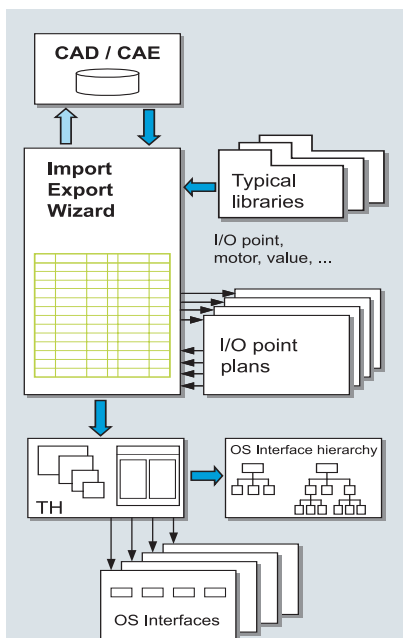 CAD / CAE
Import
Export
Wizard
Typical
libraries
I/O point,
motor, value, ...
I/O point
plans
TH
OS Interface hierarchy
OS Interfaces